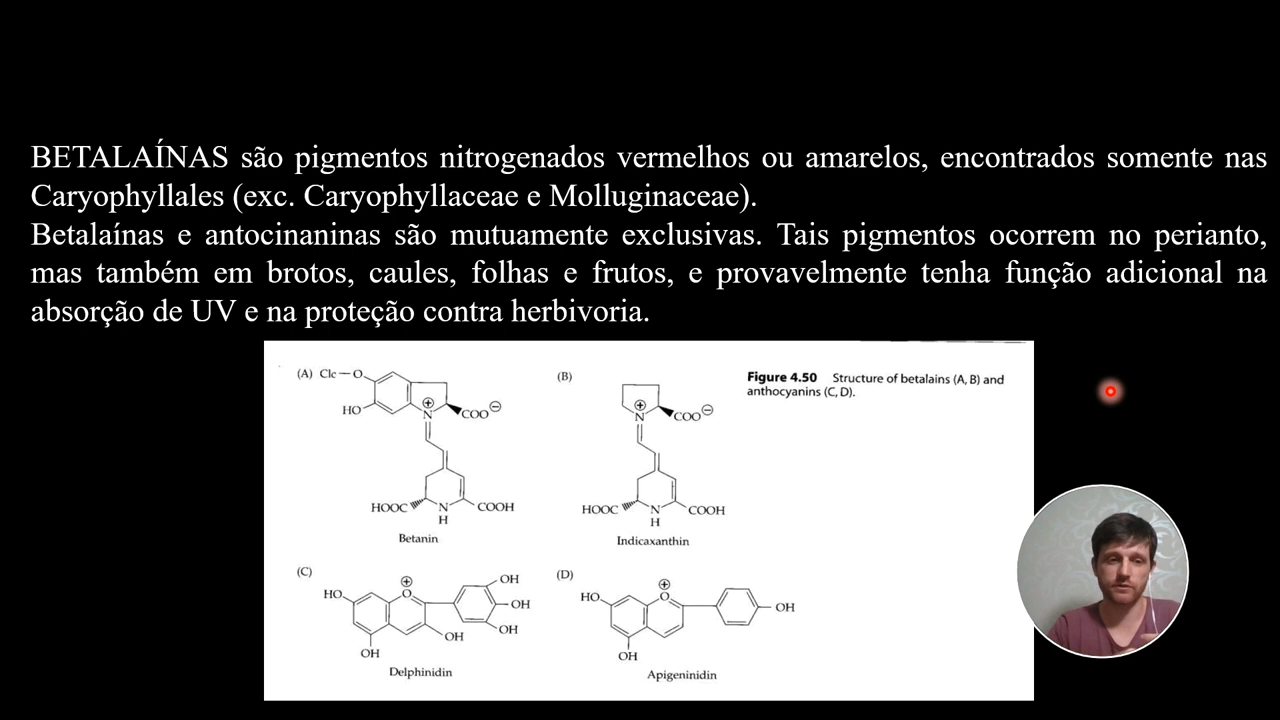 BETALAÍNAS são pigmentos nitrogenados vermelhos ou amarelos, encontrados somente nas
Caryophyllales (exc. Caryophyllaceae e Molluginaceae).
Betalaínas e antocinaninas são mutuamente exclusivas. Tais pigmentos ocorrem no perianto,
mas também em brotos, caules, folhas e frutos, e provavelmente tenha função adicional na
absorção de UV e na proteção contra herbivoria.
(A) Clc—O
HO
⊕
N
COO⊖
HOOC
N
H
COOH
Betanin
(B)
⊕
N
COO⊖
HOOC
N
H
COOH
Indicaxanthin
Figure 4.50 Structure of betalains (A, B) and
anthocyanins (C, D).
(C)
HO
⊕
O
OH
OH
OH
OH
OH
Delphinidin
(D)
HO
⊕
O
OH
OH
Apigeninidin